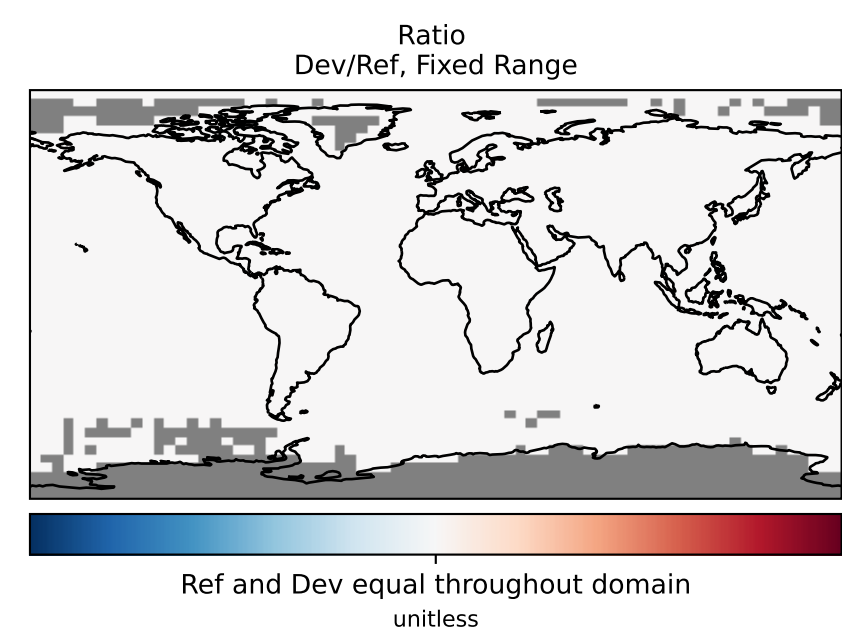 Ratio
Dev/Ref, Fixed Range
Ref and Dev equal throughout domain
unitless